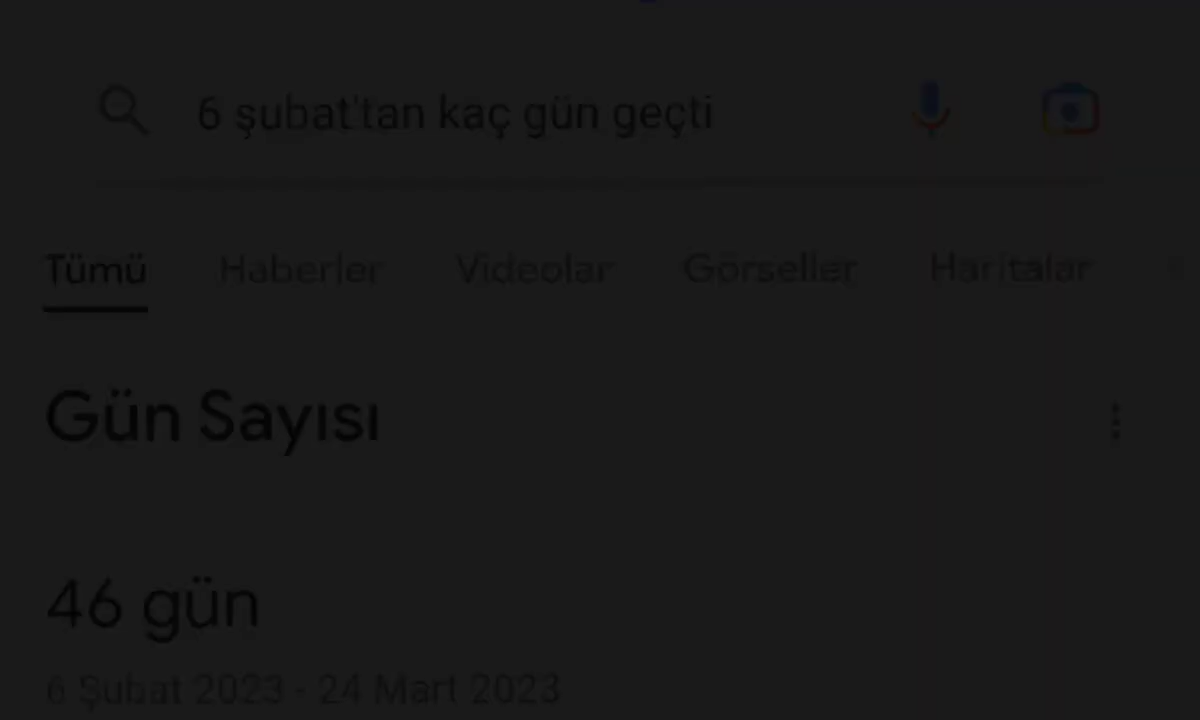 6 şubat'tan kaç gün geçti
Tümü Haberler Videolar Görseller Haritalar
Gün Sayısı
46 gün
6 Şubat 2023 - 24 Mart 2023